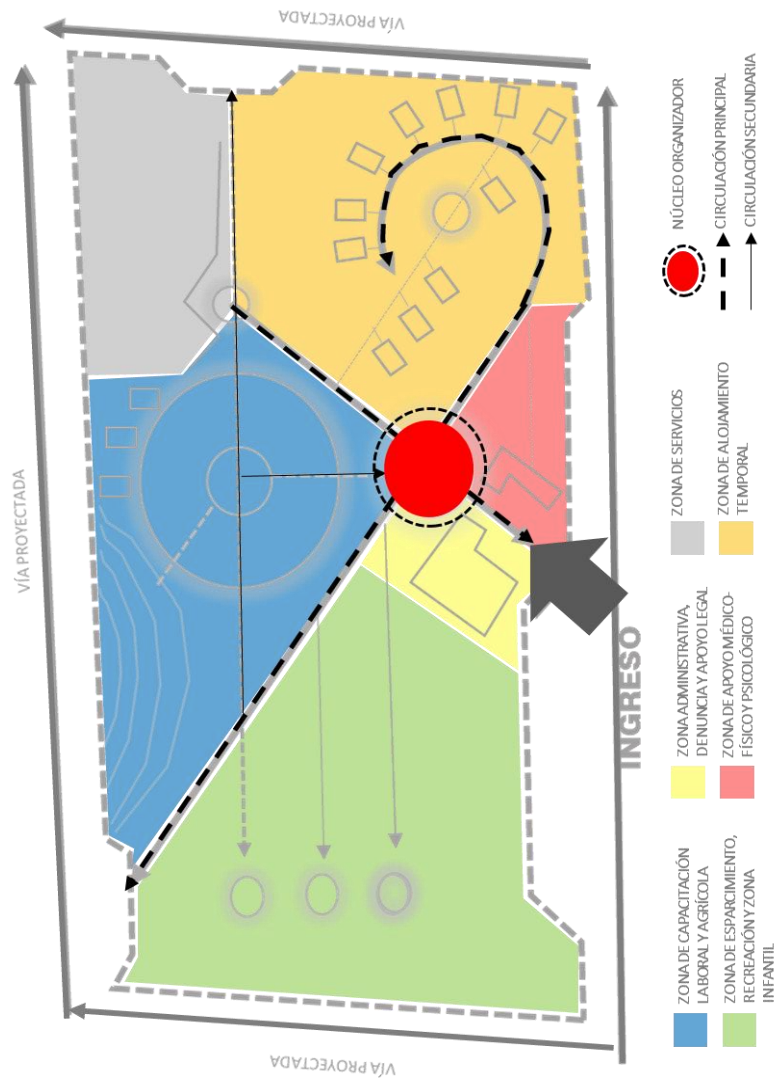 VÍA PROYECTADA
VÍA PROYECTADA
VÍA PROYECTADA
INGRESO
ZONA DE CAPACITACIÓN
LABORAL Y AGRÍCOLA
ZONA DE ESPARCIMIENTO,
RECREACIÓN Y ZONA
INFANTIL
ZONA ADMINISTRATIVA,
DENUNCIA Y APOYO LEGAL
ZONA DE APOYO MÉDICO-
FÍSICO Y PSICOLÓGICO
ZONA DE SERVICIOS
ZONA DE ALOJAMIENTO
TEMPORAL
NÚCLEO ORGANIZADOR
CIRCULACIÓN PRINCIPAL
CIRCULACIÓN SECUNDARIA